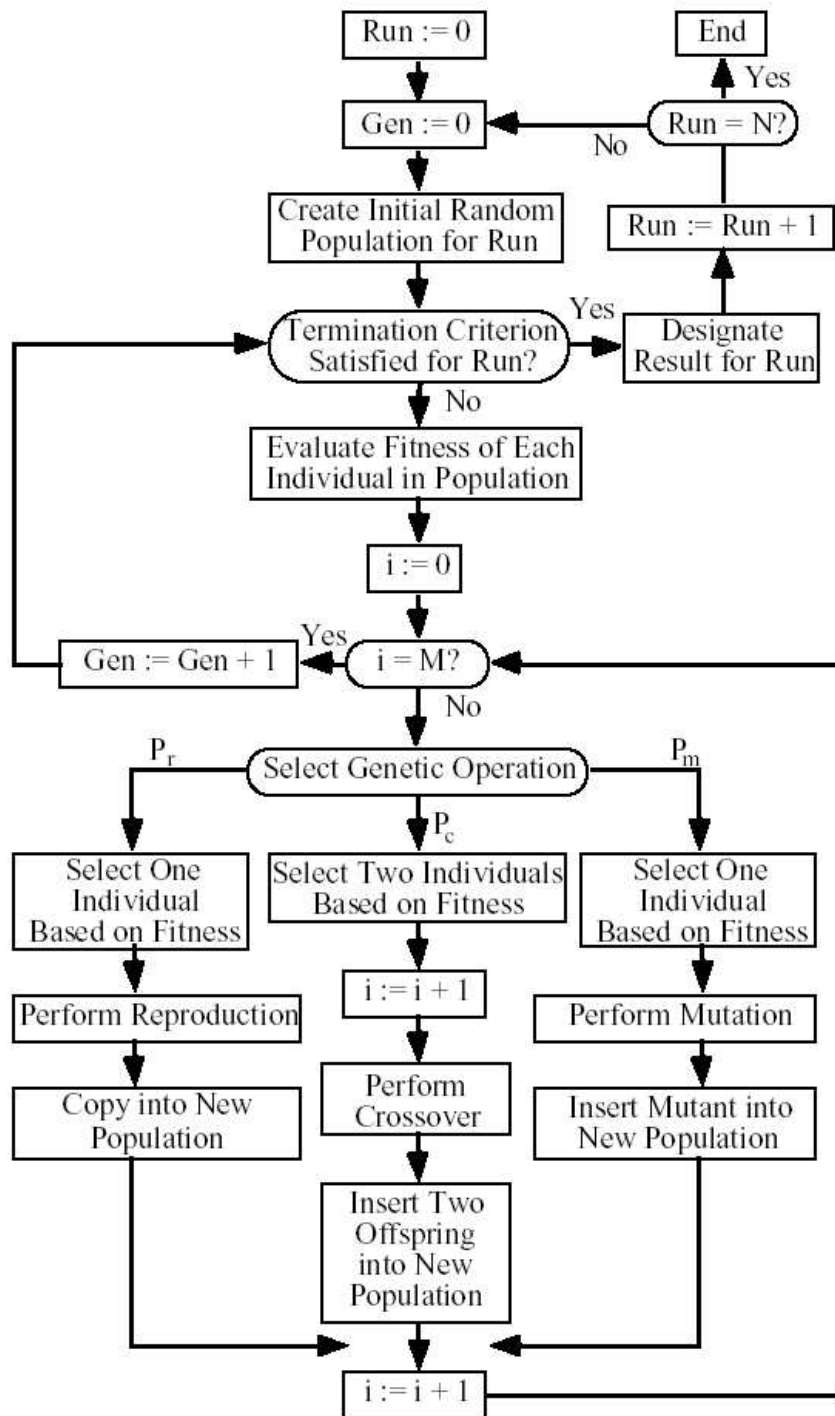 Run := 0
End
Yes
Gen := 0
Run = N?
No
Create Initial Random
Population for Run
Run := Run + 1
Termination Criterion
Satisfied for Run?
Yes
Designate
Result for Run
No
Evaluate Fitness of Each
Individual in Population
i := 0
Gen := Gen + 1
Yes
i = M?
No
Pr
Select Genetic Operation
Pm
Pc
Select One
Individual
Based on Fitness
Select Two Individuals
Based on Fitness
Select One
Individual
Based on Fitness
i := i + 1
Perform Reproduction
Perform Mutation
Perform
Crossover
Copy into New
Population
Insert Mutant into
New Population
Insert Two
Offspring
into New
Population
i := i + 1